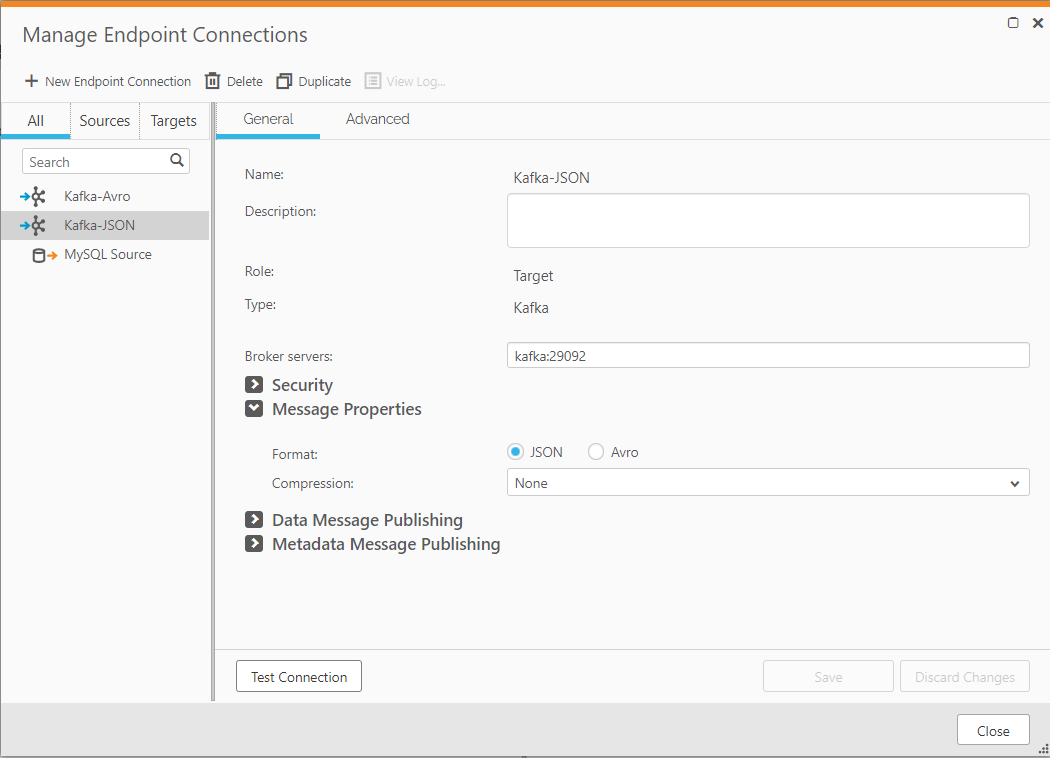 Manage Endpoint Connections
New Endpoint Connection Delete Duplicate View Log...
All Sources Targets
Search
Kafka-Avro
Kafka-JSON
MySQL Source
General Advanced
Name: Kafka-JSON
Description:
Role: Target
Type: Kafka
Broker servers: kafka:29092
Security
Message Properties
Format: JSON Avro
Compression: None
Data Message Publishing
Metadata Message Publishing
Test Connection Save Discard Changes
Close